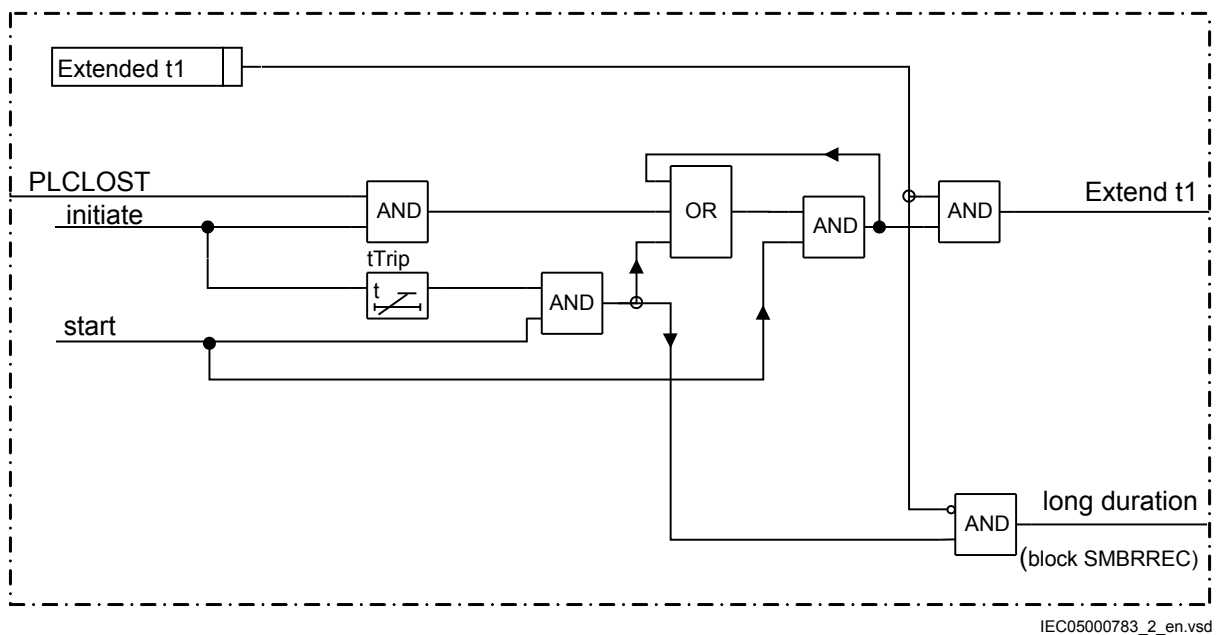 Extended t1
PLCLOST
initiate
AND
OR
AND
AND
Extend t1
tTrip
t
AND
start
AND
long duration
(block SMBRREC)
IEC05000783_2_en.vsd